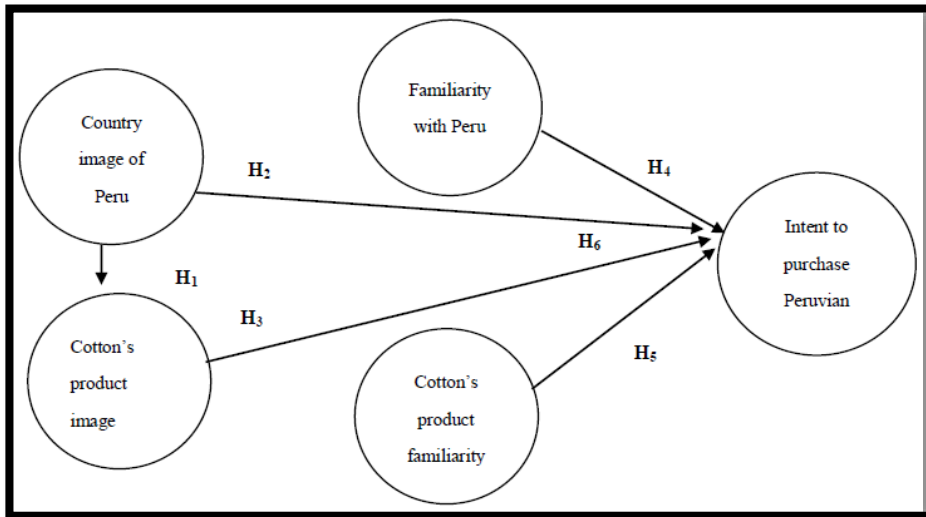 Country
image of
Peru
Familiarity
with Peru
H2
H4
H6
Intent to
purchase
Peruvian
H1
H3
Cotton’s
product
image
H5
Cotton’s
product
familiarity